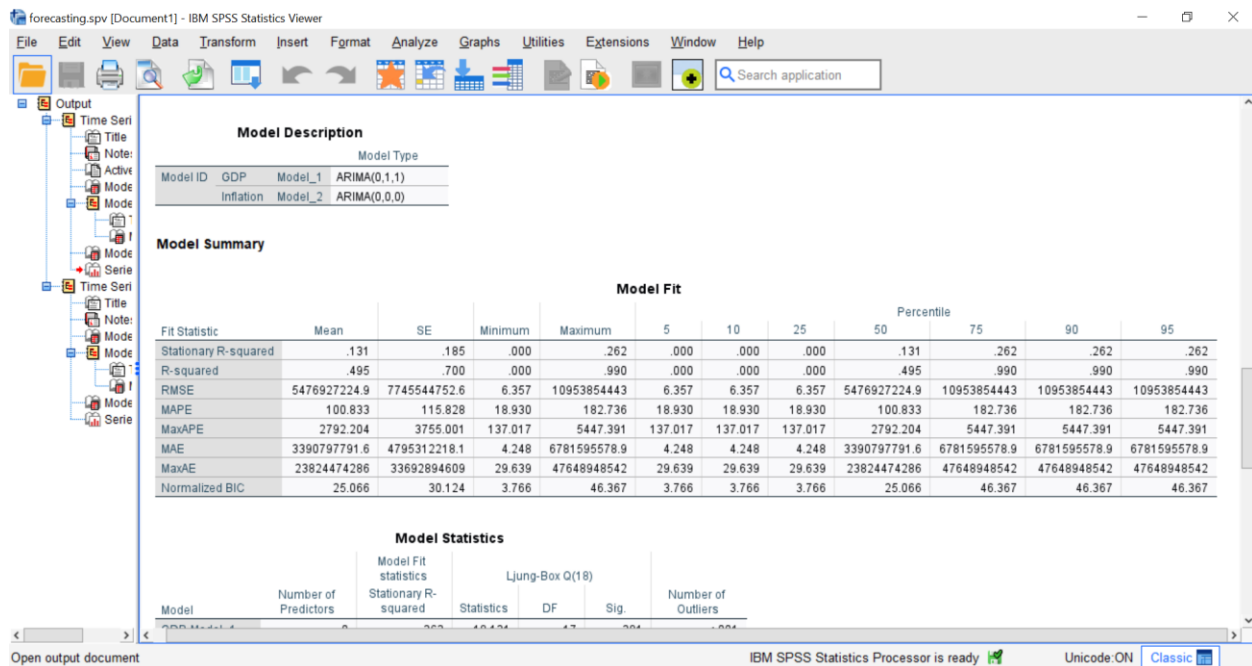 forecasting.spv [Document1] - IBM SPSS Statistics Viewer
File Edit View Data Transform Insert Format Analyze Graphs Utilities Extensions Window Help
Search application
Output
Time Seri
Title
Note:
Active
Mode
Mode
Mode
Serie
Time Seri
Title
Note:
Mode
Mode
Mode
Serie
Model Description
Model Type
Model ID GDP Model_1 ARIMA(0,1,1)
Inflation Model_2 ARIMA(0,0,0)
Model Summary
Model Fit
Percentile
Fit Statistic Mean SE Minimum Maximum 5 10 25 50 75 90 95
Stationary R-squared .131 .185 .000 .262 .000 .000 .000 .131 .262 .262 .262
R-squared .495 .700 .000 .990 .000 .000 .000 .495 .990 .990 .990
RMSE 5476927224.9 7745544752.6 6.357 10953854443 6.357 6.357 6.357 5476927224.9 10953854443 10953854443 10953854443
MAPE 100.833 115.828 18.930 182.736 18.930 18.930 18.930 100.833 182.736 182.736 182.736
MaxAPE 2792.204 3755.001 137.017 5447.391 137.017 137.017 137.017 2792.204 5447.391 5447.391 5447.391
MAE 3390797791.6 4795312218.1 4.248 6781595578.9 4.248 4.248 4.248 3390797791.6 6781595578.9 6781595578.9 6781595578.9
MaxAE 23824474286 33692894609 29.639 47648948542 29.639 29.639 29.639 23824474286 47648948542 47648948542 47648948542
Normalized BIC 25.066 30.124 3.766 46.367 3.766 3.766 3.766 25.066 46.367 46.367 46.367
Model Statistics
Model Fit
statistics Ljung-Box Q(18)
Number of Stationary R- Number of
Model Predictors squared Statistics DF Sig. Outliers
Open output document IBM SPSS Statistics Processor is ready Unicode:ON Classic